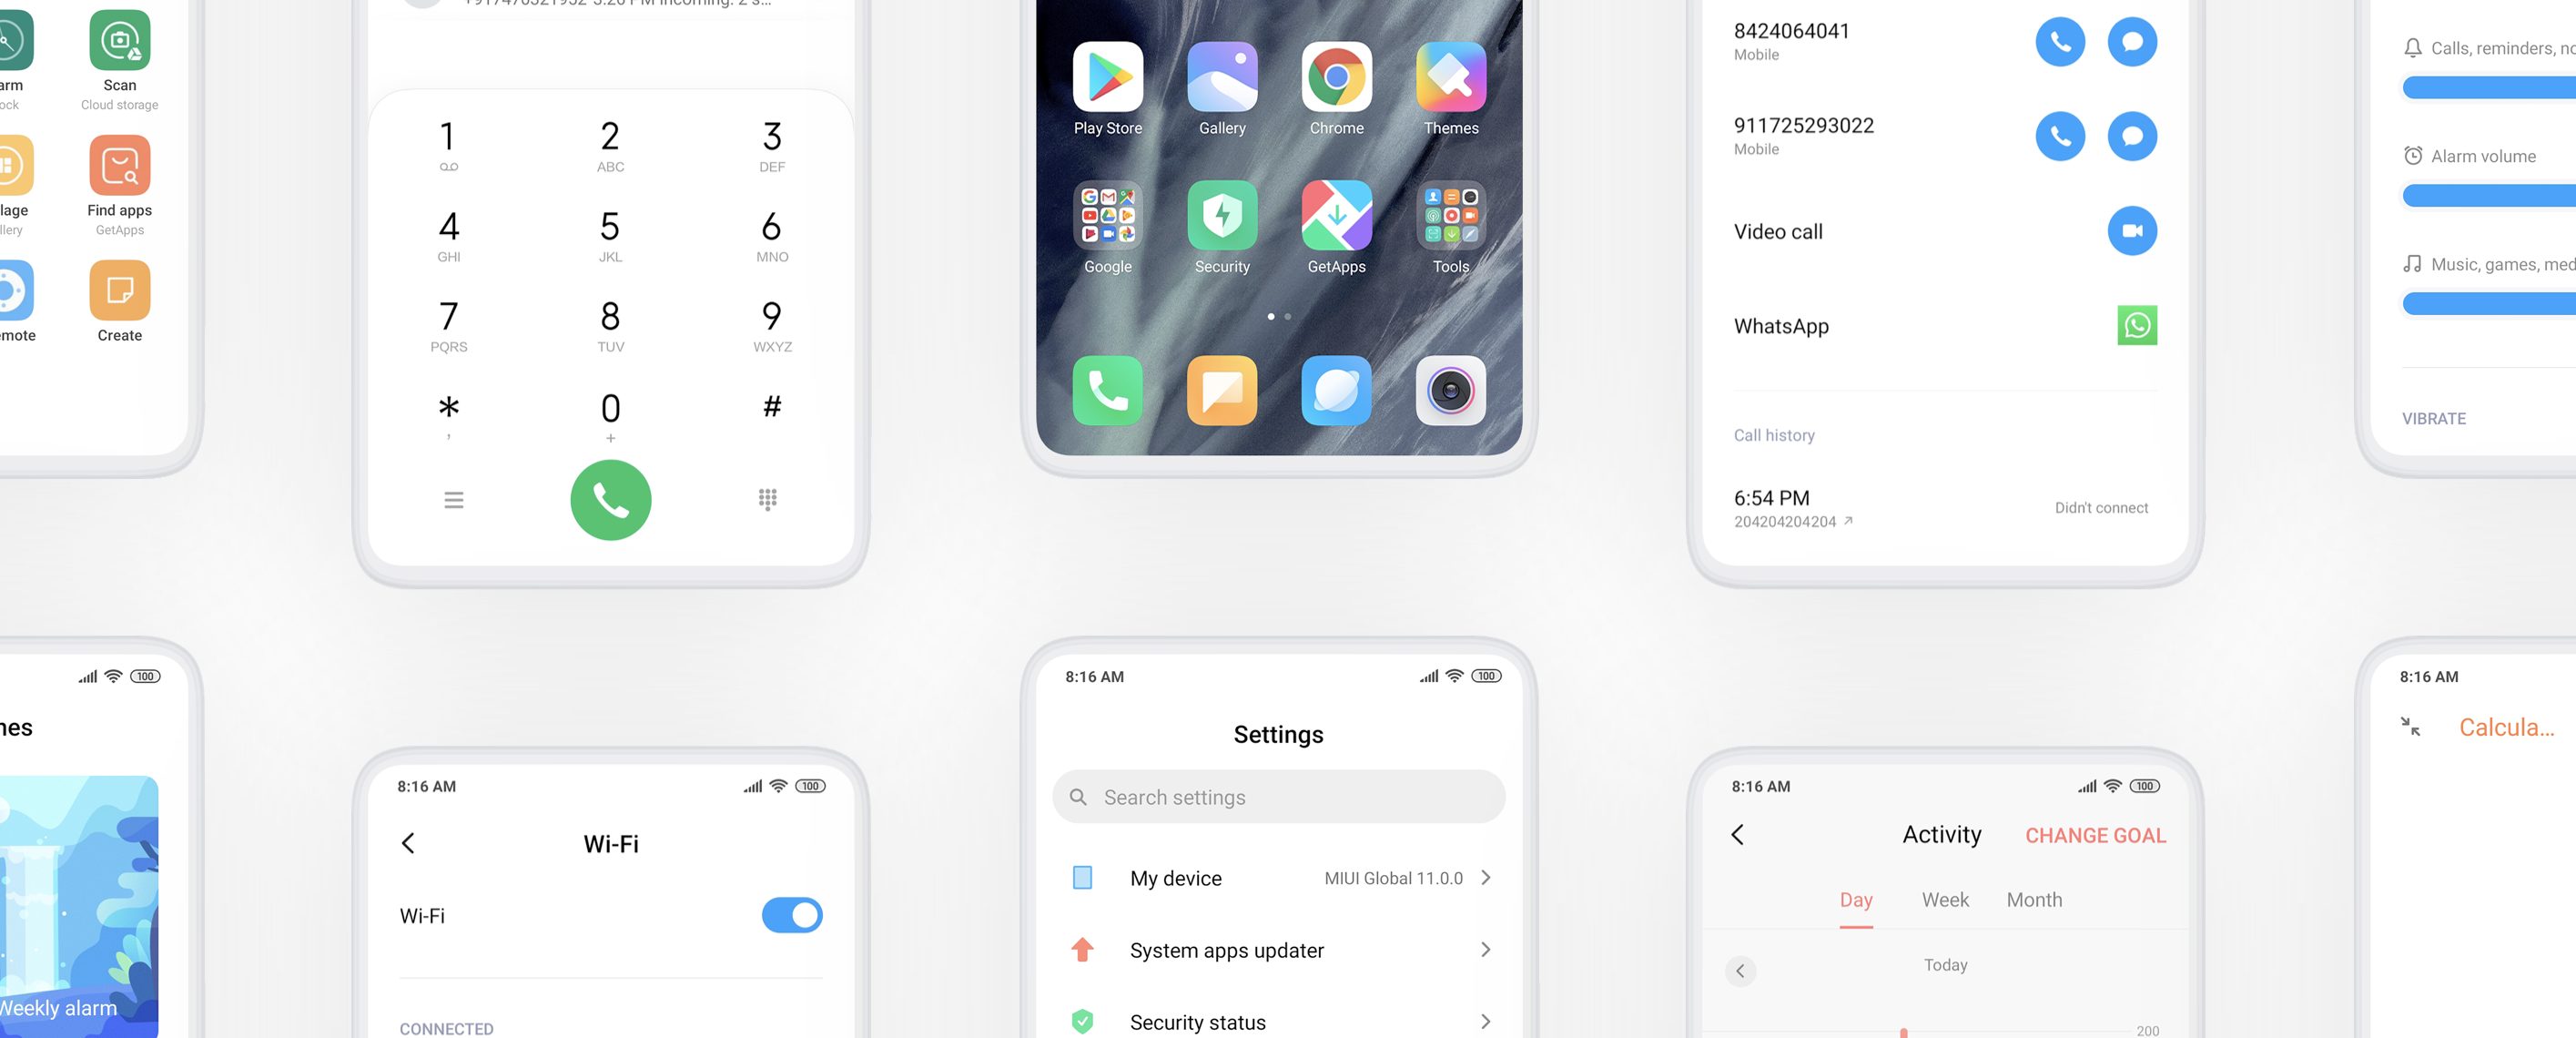 arm
ock
Scan
Cloud storage
lage
llery
Find apps
GetApps
emote
Create
1
2
ABC
3
DEF
4
GHI
5
JKL
6
MNO
7
PQRS
8
TUV
9
WXYZ
*
,
0
+
#
Play Store
Gallery
Chrome
Themes
Google
Security
GetApps
Tools
8424064041
Mobile
911725293022
Mobile
Video call
WhatsApp
Call history
6:54 PM
204204204204
Didn't connect
Calls, reminders, no
Alarm volume
Music, games, med
VIBRATE
100
nes
Weekly alarm
8:16 AM
100
Wi-Fi
Wi-Fi
CONNECTED
8:16 AM
100
Settings
Search settings
My device
MIUI Global 11.0.0
System apps updater
Security status
8:16 AM
100
Activity
CHANGE GOAL
Day Week Month
Today
200
8:16 AM
Calcula...